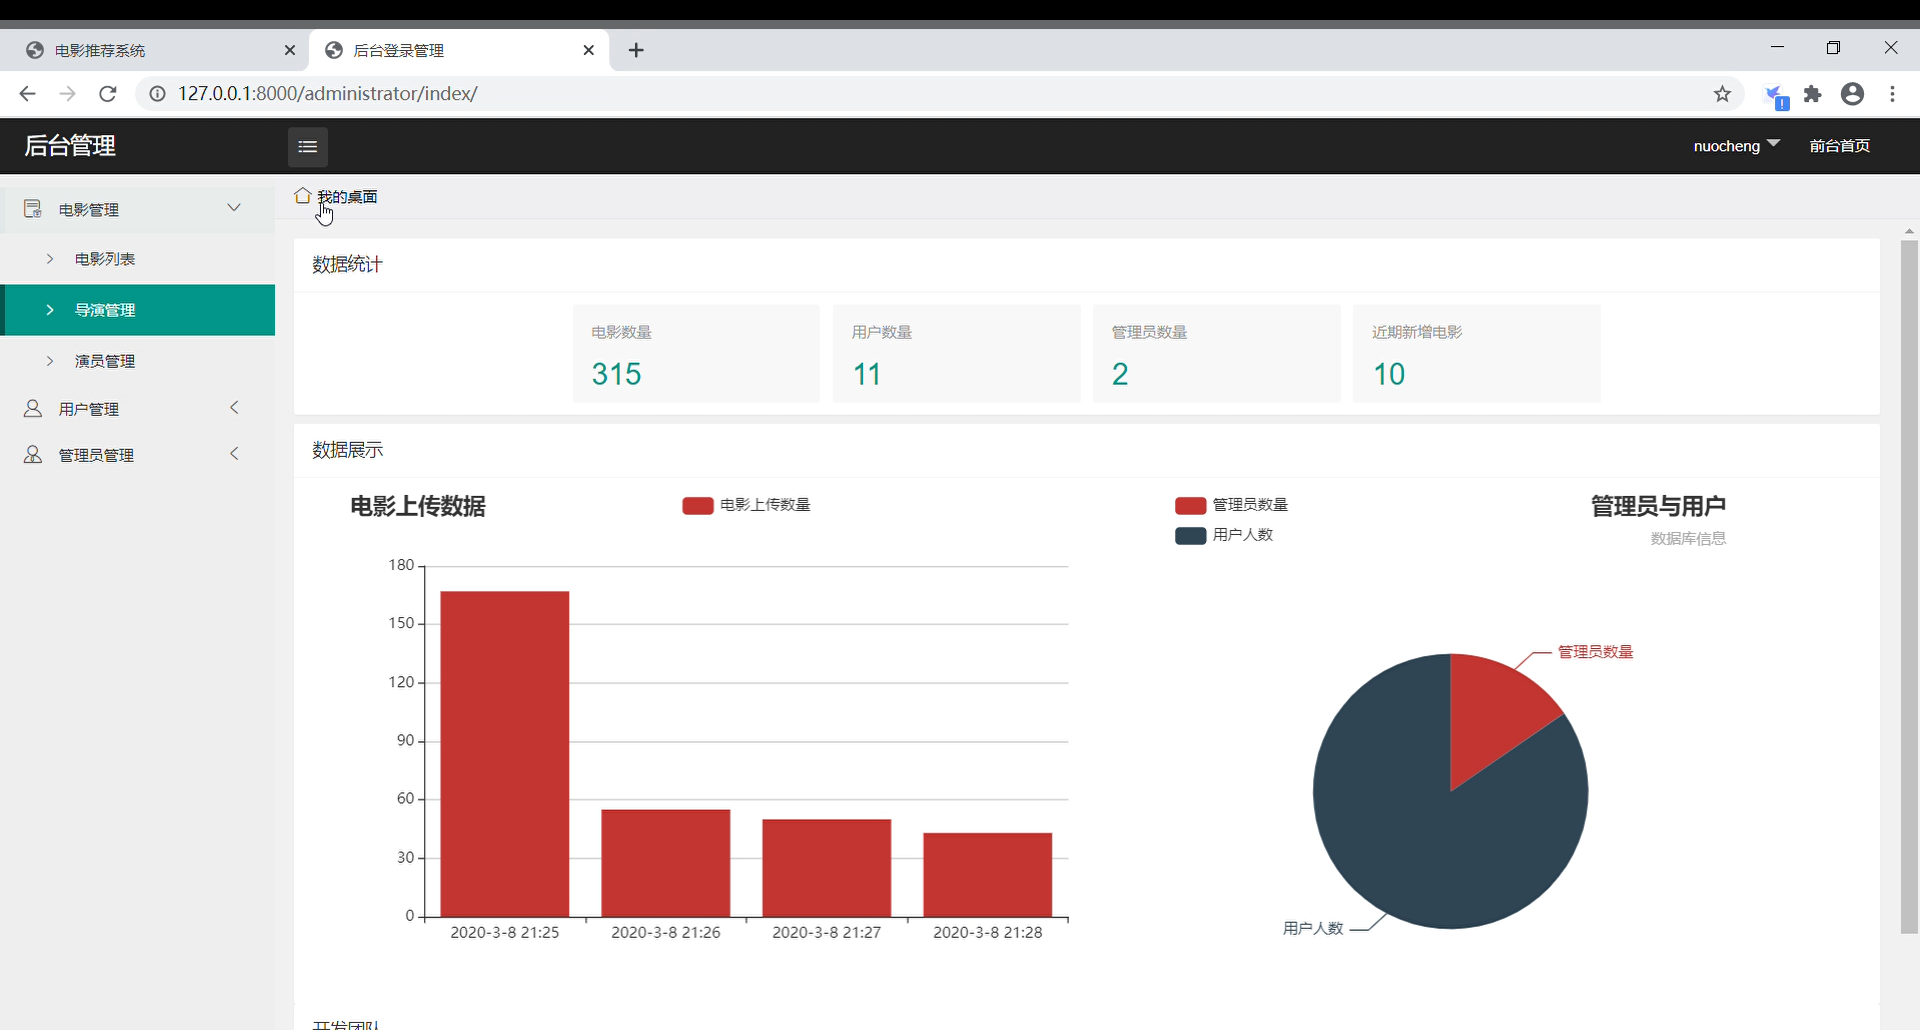 电影推荐系统
后台登录管理
127.0.0.1:8000/administrator/index/
后台管理
nuocheng
前台首页
我的桌面
电影管理
电影列表
导演管理
演员管理
用户管理
管理员管理
数据统计
电影数量
315
用户数量
11
管理员数量
2
近期新增电影
10
数据展示
电影上传数据
电影上传数量
180
150
120
90
60
30
0
2020-3-8 21:25
2020-3-8 21:26
2020-3-8 21:27
2020-3-8 21:28
管理员数量
用户人数
管理员与用户
数据库信息
管理员数量
用户人数
开发团队